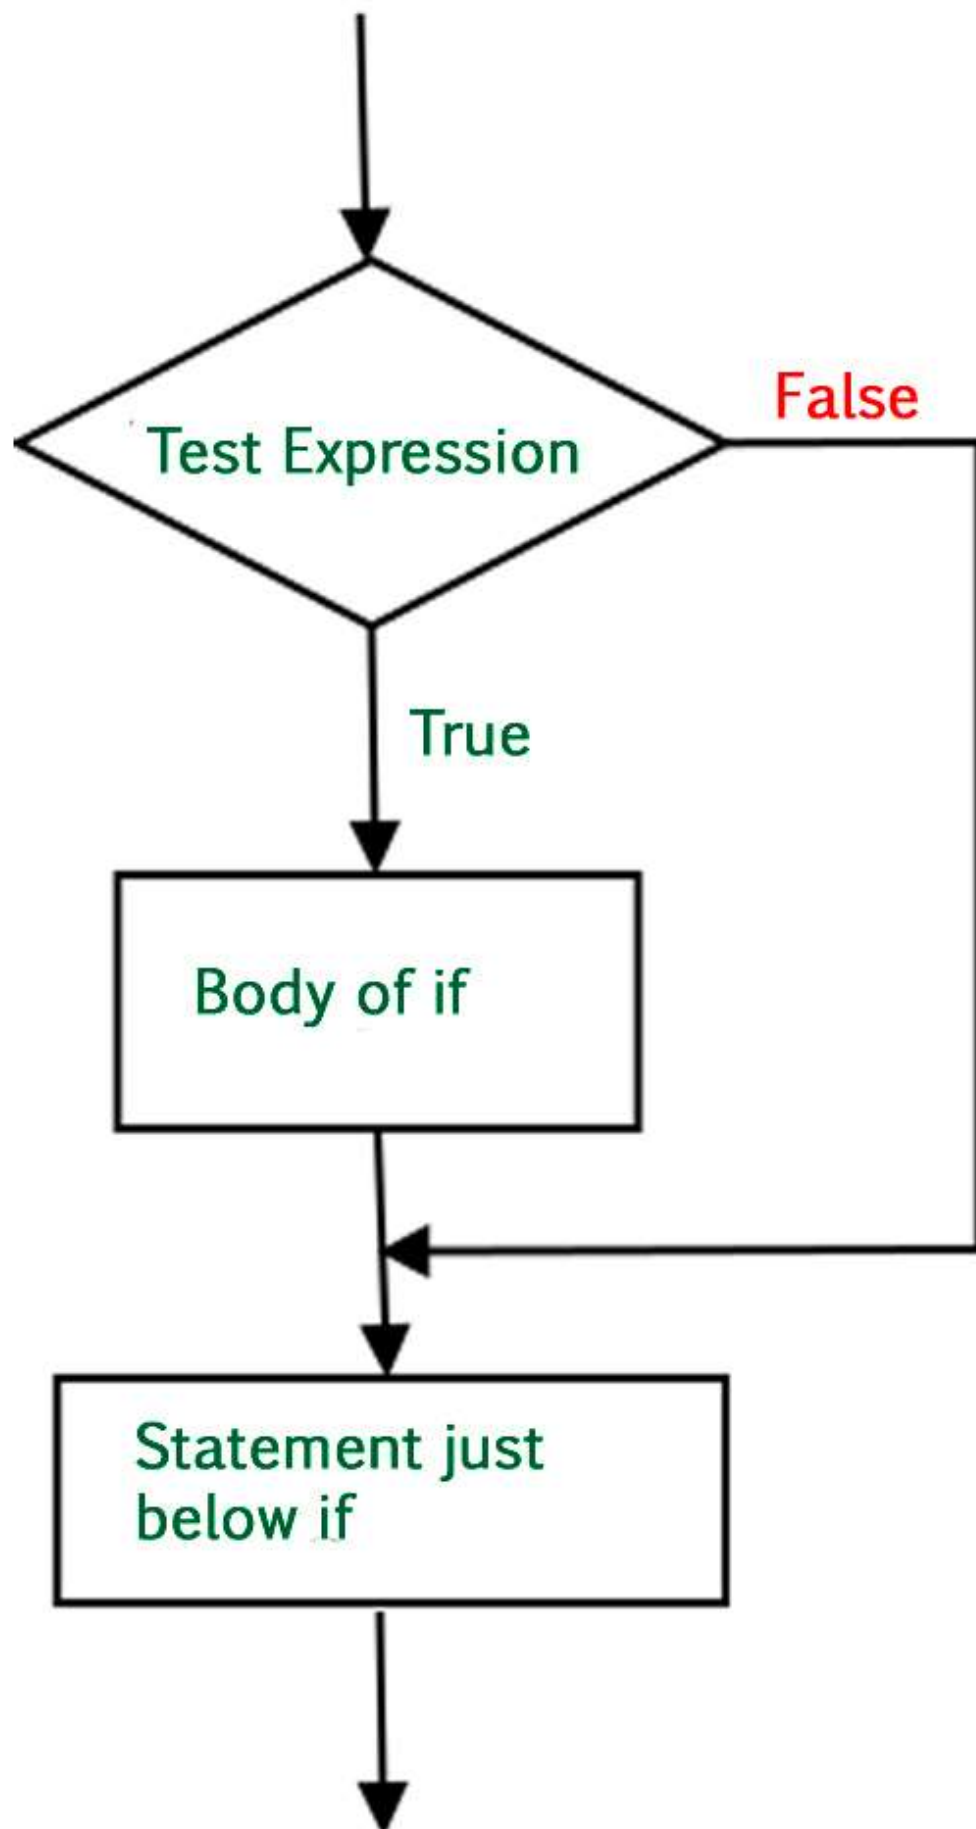 False
Test Expression
True
Body of if
Statement just
below if